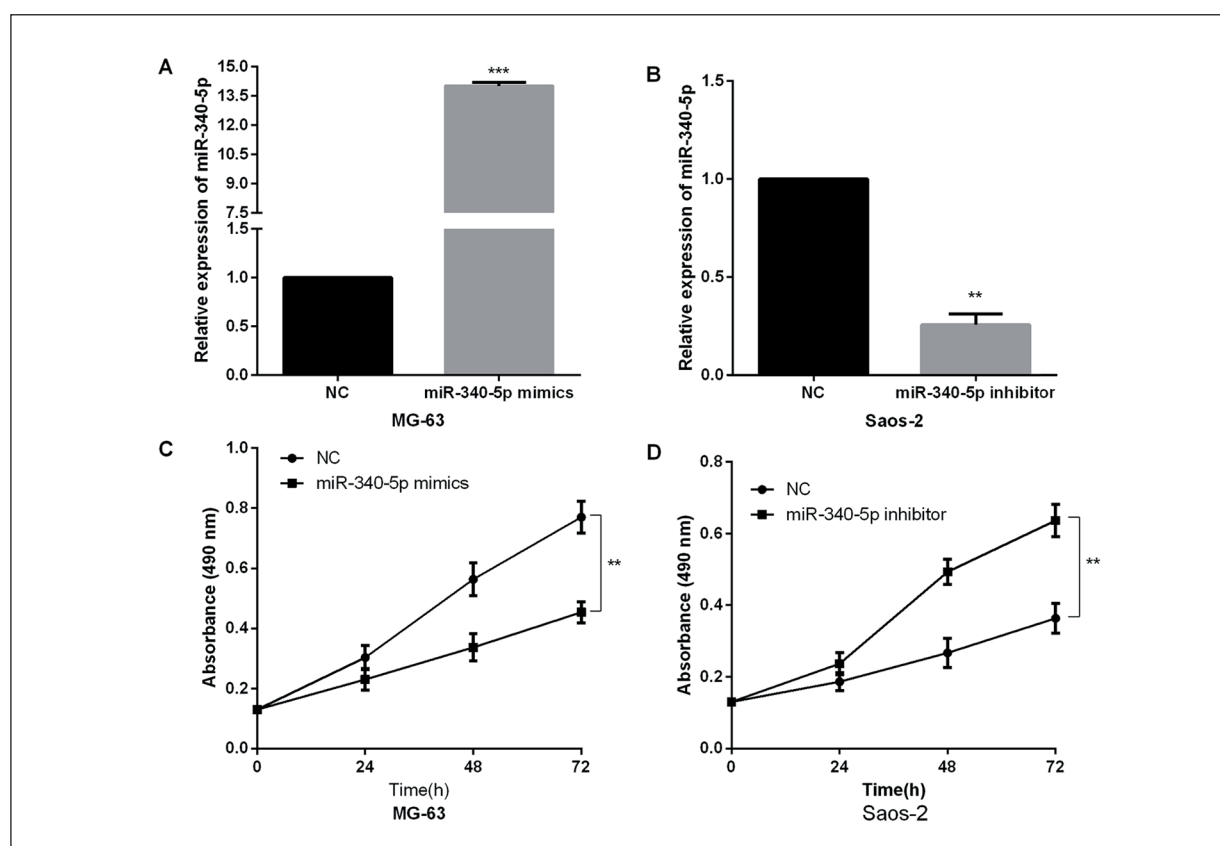 A
Relative expression of miR-340-5p
15.0
13.5
12.0
10.5
9.0
7.5
1.5
1.0
0.5
0.0
***
NC
miR-340-5p mimics
MG-63
B
Relative expression of miR-340-5p
1.5
1.0
0.5
0.0
**
NC
miR-340-5p inhibitor
Saos-2
C
Absorbance (490 nm)
1.0
0.8
0.6
0.4
0.2
0.0
NC
miR-340-5p mimics
**
0
24
48
72
Time(h)
MG-63
D
Absorbance (490 nm)
0.8
0.6
0.4
0.2
0.0
NC
miR-340-5p inhibitor
**
0
24
48
72
Time(h)
Saos-2